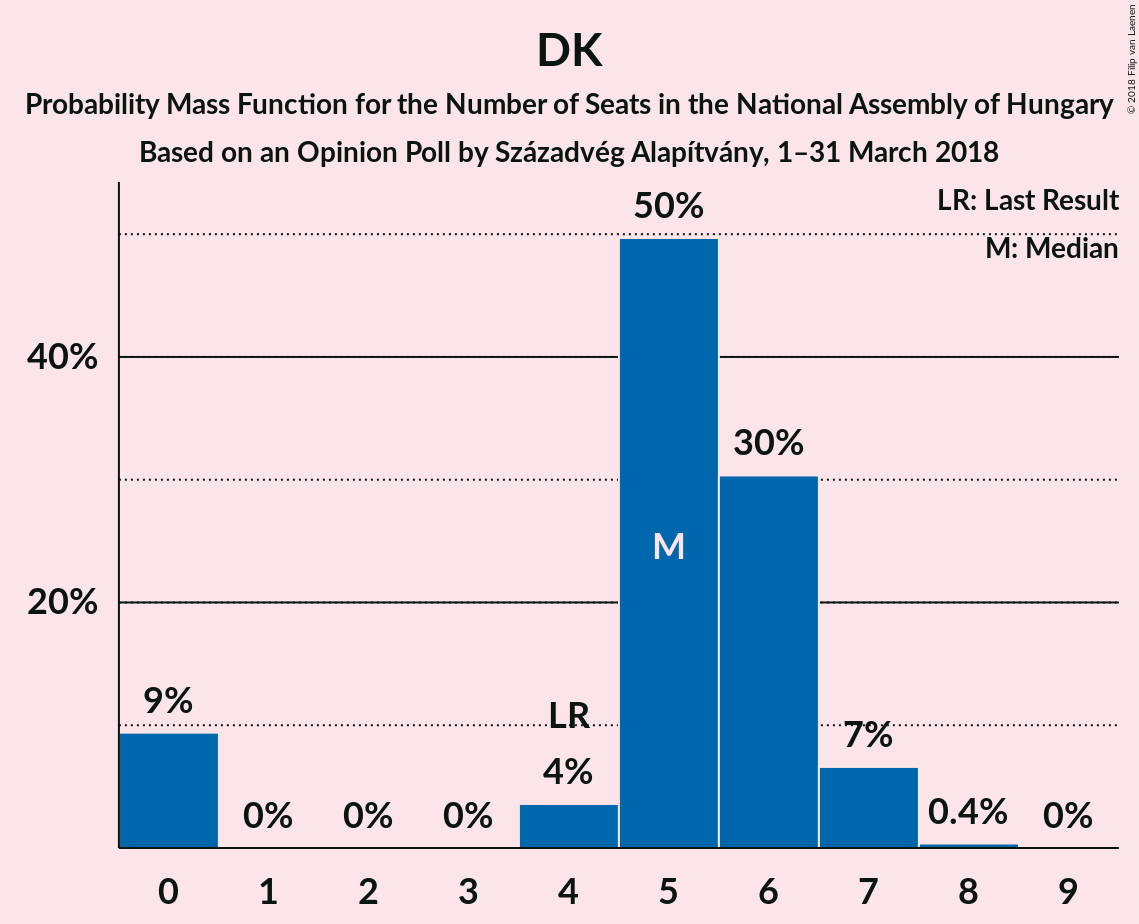 DK
Probability Mass Function for the Number of Seats in the National Assembly of Hungary
Based on an Opinion Poll by Századvég Alapítvány, 1–31 March 2018
© 2018 Filip van Laenen
LR: Last Result
M: Median
50%
40%
30%
M
20%
9%
LR
7%
4%
0%
0%
0%
0.4%
0%
0 1 2 3 4 5 6 7 8 9